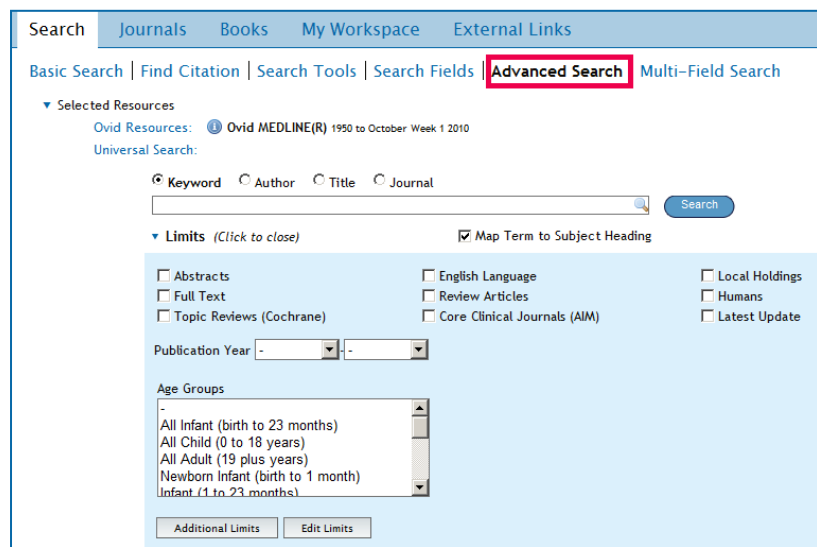 Search Journals Books My Workspace External Links
Basic Search | Find Citation | Search Tools | Search Fields | Advanced Search | Multi-Field Search
Selected Resources
Ovid Resources: Ovid MEDLINE(R) 1950 to October Week 1 2010
Universal Search:
Keyword Author Title Journal
Search
Limits (Click to close) Map Term to Subject Heading
Abstracts English Language Local Holdings
Full Text Review Articles Humans
Topic Reviews (Cochrane) Core Clinical Journals (AIM) Latest Update
Publication Year - - -
Age Groups
-
All Infant (birth to 23 months)
All Child (0 to 18 years)
All Adult (19 plus years)
Newborn Infant (birth to 1 month)
Infant (1 to 23 months)
Additional Limits Edit Limits